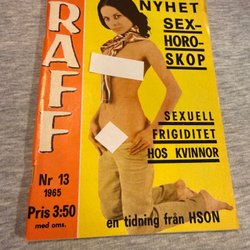 RAFF
NYHET
SEX-
HORO-
SKOP
SEXUELL
FRIGIDITET
HOS KVINNOR
Nr 13
1965
Pris 3:50
med oms.
en tidning från HSON